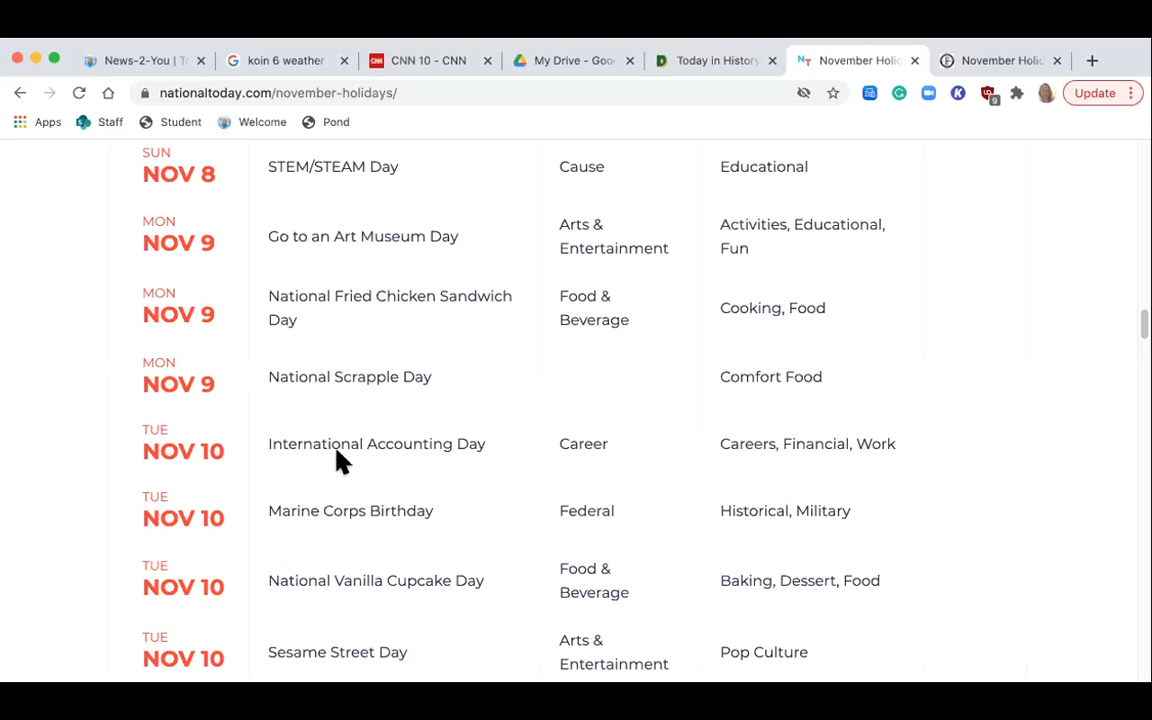 News-2-You | To
koin 6 weather
CNN 10 - CNN
My Drive - Goo
Today in History
November Holid
November Holid
nationaltoday.com/november-holidays/
9
Update
Apps
Staff
Student
Welcome
Pond
SUN
NOV 8
STEM/STEAM Day
Cause
Educational
MON
NOV 9
Go to an Art Museum Day
Arts &
Entertainment
Activities, Educational,
Fun
MON
NOV 9
National Fried Chicken Sandwich
Day
Food &
Beverage
Cooking, Food
MON
NOV 9
National Scrapple Day
Comfort Food
TUE
NOV 10
International Accounting Day
Career
Careers, Financial, Work
TUE
NOV 10
Marine Corps Birthday
Federal
Historical, Military
TUE
NOV 10
National Vanilla Cupcake Day
Food &
Beverage
Baking, Dessert, Food
TUE
NOV 10
Sesame Street Day
Arts &
Entertainment
Pop Culture